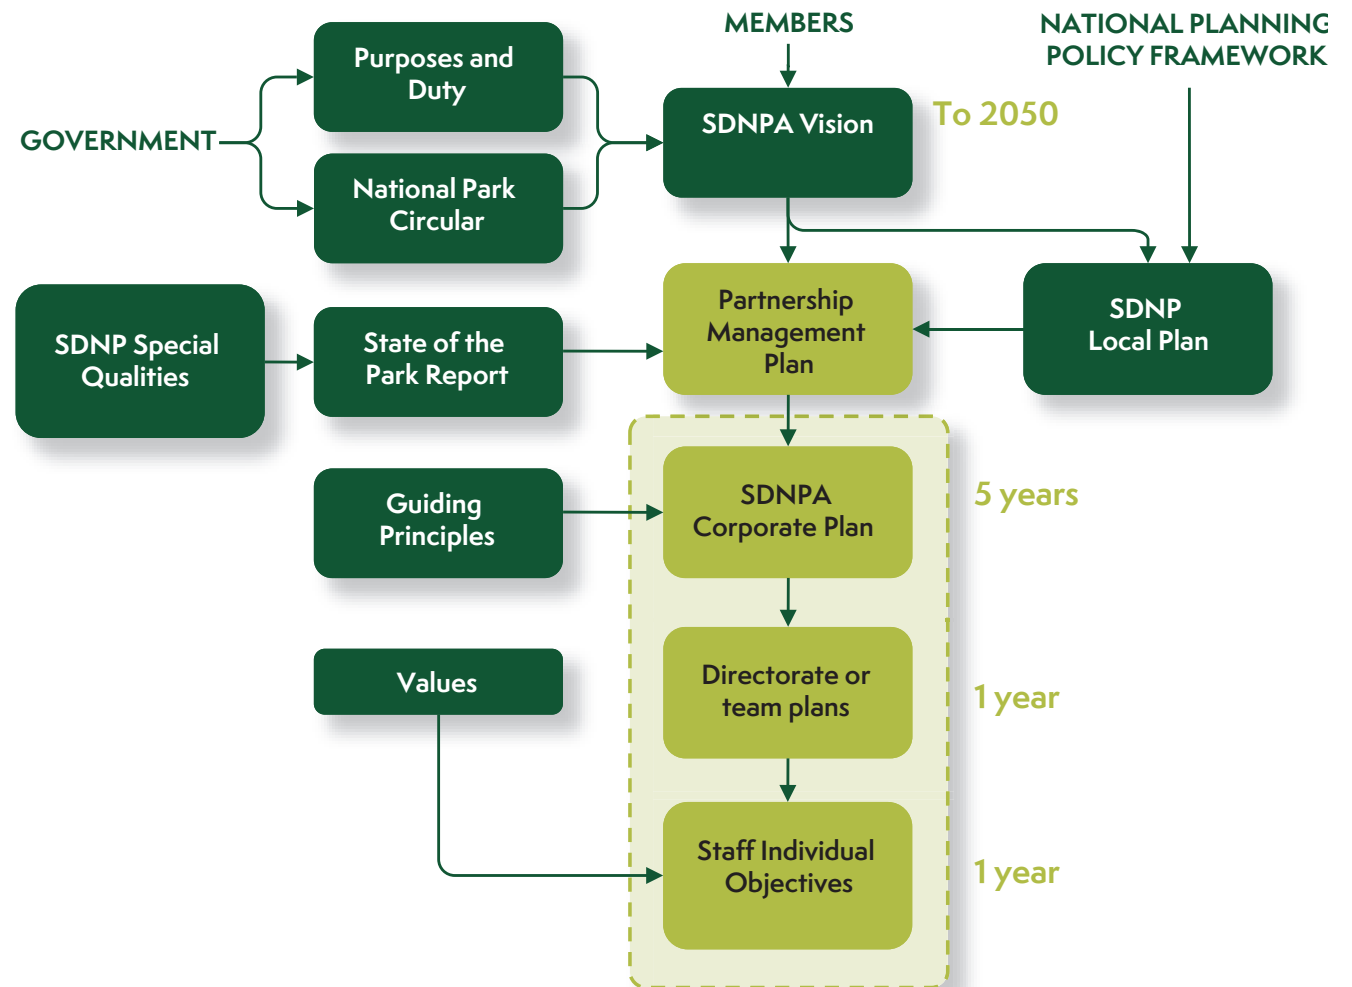 MEMBERS
NATIONAL PLANNING
POLICY FRAMEWORK
Purposes and
Duty
SDNPA Vision
To 2050
GOVERNMENT
National Park
Circular
SDNP Special
Qualities
State of the
Park Report
Partnership
Management
Plan
SDNP
Local Plan
Guiding
Principles
SDNPA
Corporate Plan
5 years
Values
Directorate or
team plans
1 year
Staff Individual
Objectives
1 year